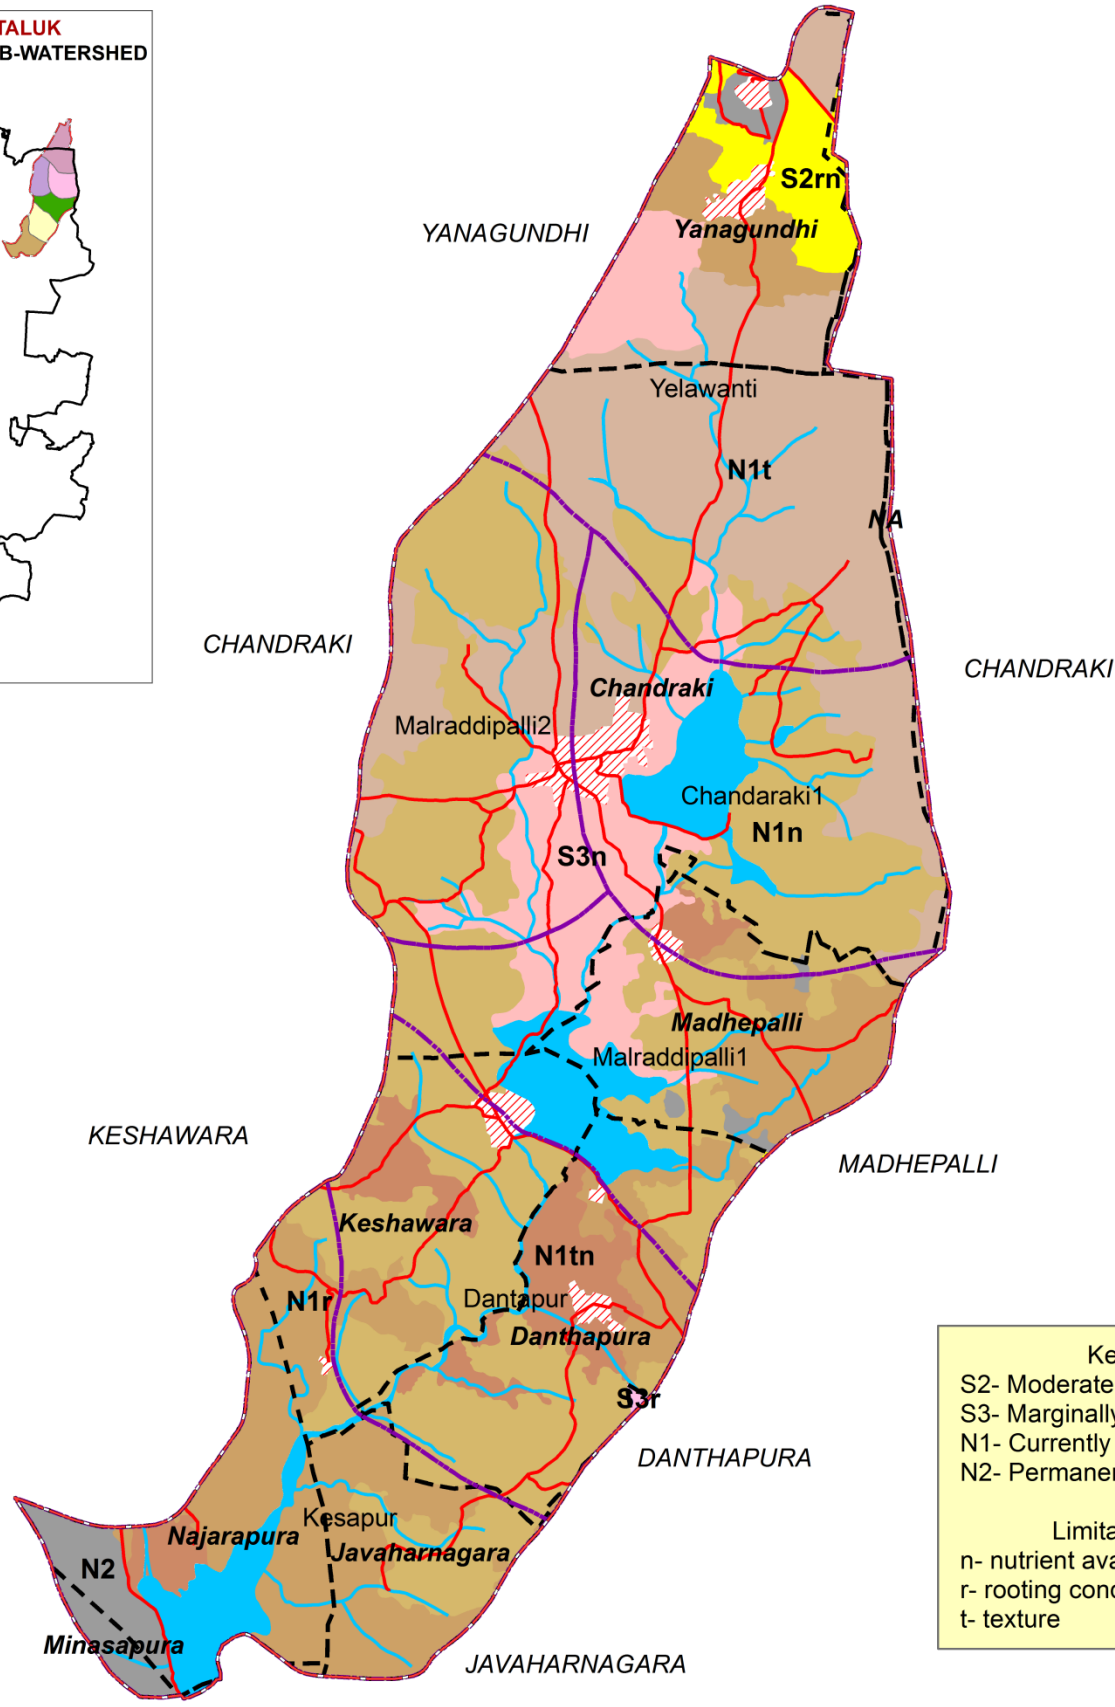 TALUK
B-WATERSHED
S2rn
YANAGUNDHI
Yanagundhi
Yelawanti
N1t
NA
CHANDRAKI
CHANDRAKI
Chandraki
Malraddipalli2
Chandaraki1
N1n
S3n
Madhepalli
Malraddipalli1
KESHAWARA
MADHEPALLI
Keshawara
N1tn
N1r
Dantapur
Danthapura
S3r
DANTHAPURA
Kesapur
Najarapura
Javaharnagara
N2
Minasapura
JAVAHARNAGARA
Ke
S2- Moderate
S3- Marginally
N1- Currently
N2- Permanen
Limita
n- nutrient ava
r- rooting cond
t- texture